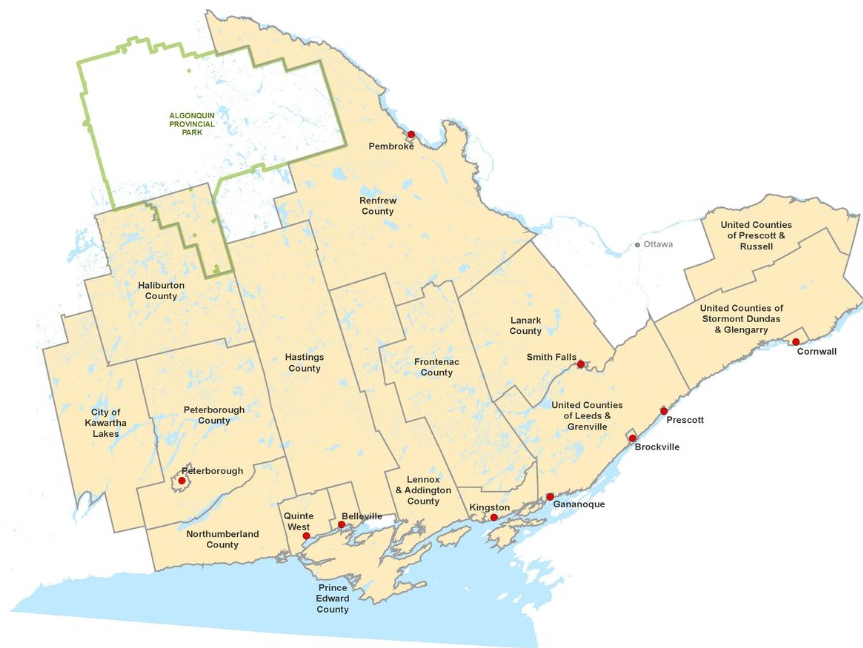 ALGONQUIN
PROVINCIAL
PARK
Pembroke
Renfrew
County
United Counties
of Prescott &
Russell
Ottawa
Haliburton
County
United Counties of
Stormont Dundas
& Glengarry
Lanark
County
Cornwall
Smith Falls
Hastings
County
Frontenac
County
City of
Kawartha
Lakes
Peterborough
County
United Counties
of Leeds &
Grenville
Prescott
Brockville
Peterborough
Lennox
& Addington
County
Kingston
Gananoque
Quinte
West
Belleville
Northumberland
County
Prince
Edward
County